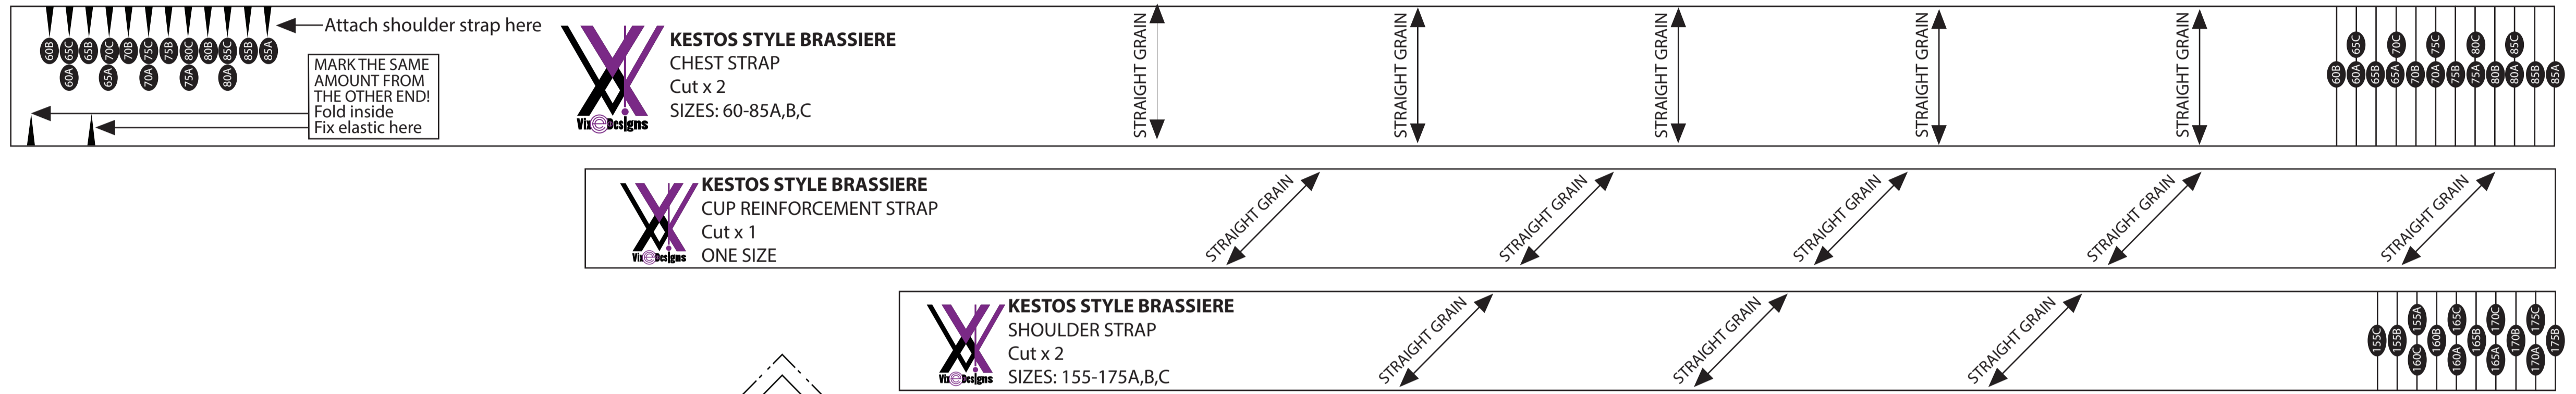 Attach shoulder strap here
60B 65C 65B 70C 70B 75C 75B 80C 80B 85C 85B 85A
60A 65A 70A 75A 80A
MARK THE SAME
AMOUNT FROM
THE OTHER END!
Fold inside
Fix elastic here
VixeDesigns
KESTOS STYLE BRASSIERE
CHEST STRAP
Cut x 2
SIZES: 60-85A,B,C
STRAIGHT GRAIN
STRAIGHT GRAIN
STRAIGHT GRAIN
STRAIGHT GRAIN
STRAIGHT GRAIN
65C 70C 75C 80C 85C
60B 60A 65B 65A 70B 70A 75B 75A 80B 80A 85B 85A
VixeDesigns
KESTOS STYLE BRASSIERE
CUP REINFORCEMENT STRAP
Cut x 1
ONE SIZE
STRAIGHT GRAIN
STRAIGHT GRAIN
STRAIGHT GRAIN
STRAIGHT GRAIN
STRAIGHT GRAIN
VixeDesigns
KESTOS STYLE BRASSIERE
SHOULDER STRAP
Cut x 2
SIZES: 155-175A,B,C
STRAIGHT GRAIN
STRAIGHT GRAIN
STRAIGHT GRAIN
155A 165C 170C 175C
155C 155B 160B 165B 170B 175B
160C 160A 165A 170A